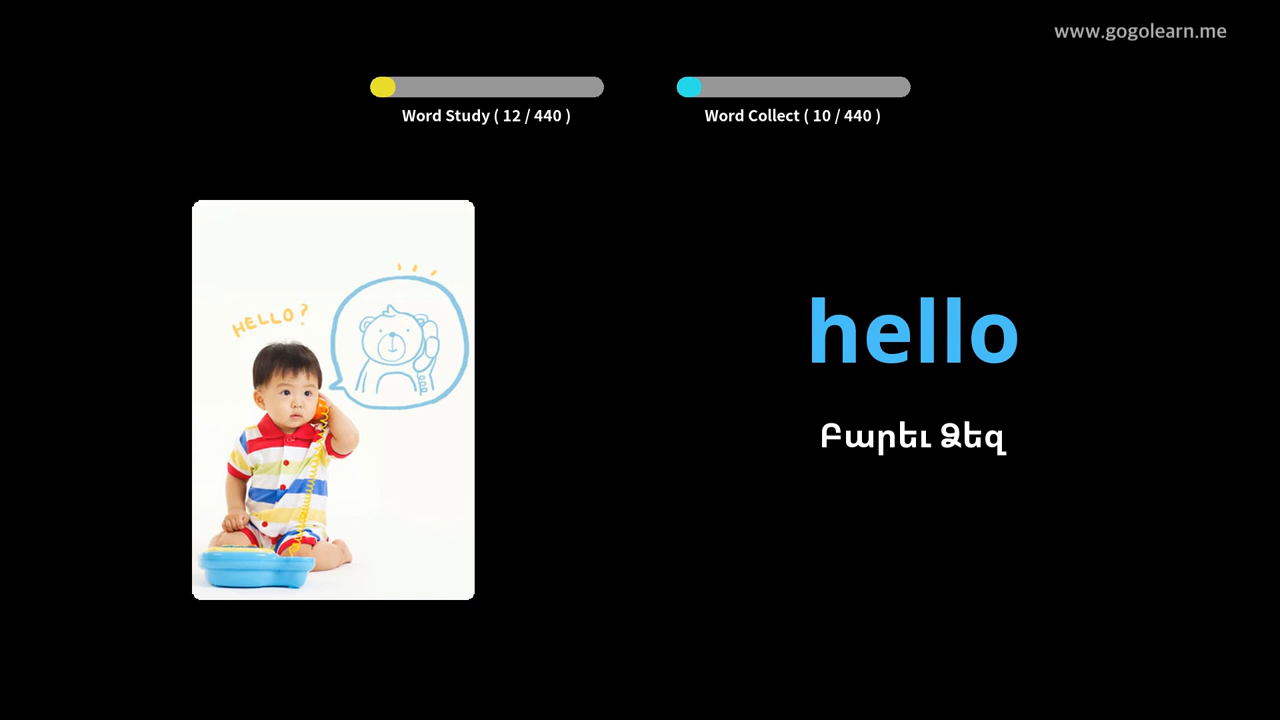 www.gogolearn.me
Word Study ( 12 / 440 )
Word Collect ( 10 / 440 )
HELLO?
hello
Բարեւ Ձեզ